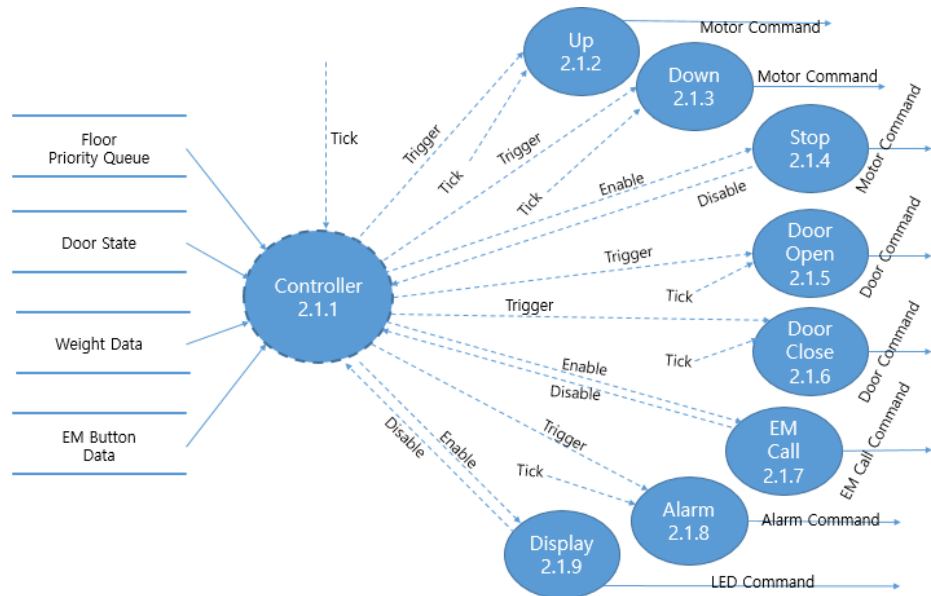 Up
2.1.2
Motor Command
Down
2.1.3
Motor Command
Stop
2.1.4
Motor Command
Floor
Priority Queue
Tick
Trigger
Tick
Trigger
Tick
Enable
Disable
Door State
Door
Open
2.1.5
Door Command
Trigger
Tick
Controller
2.1.1
Trigger
Weight Data
Door
Close
2.1.6
Door Command
Tick
Enable
Disable
EM
Call
2.1.7
EM Call Command
EM Button
Data
Disable
Enable
Trigger
Tick
Alarm
2.1.8
Alarm Command
Display
2.1.9
LED Command